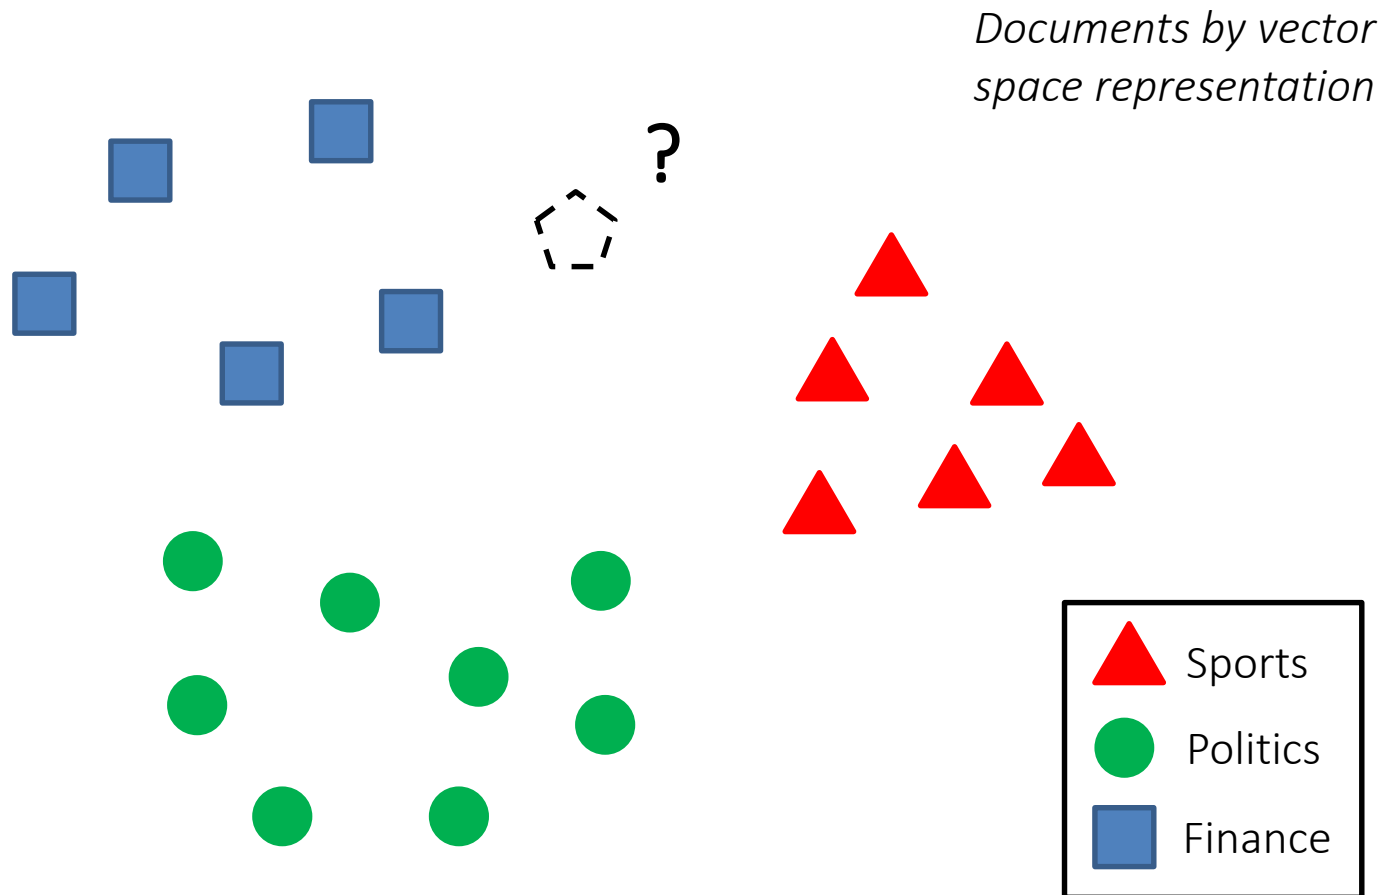 Documents by vector
space representation
?
Sports
Politics
Finance